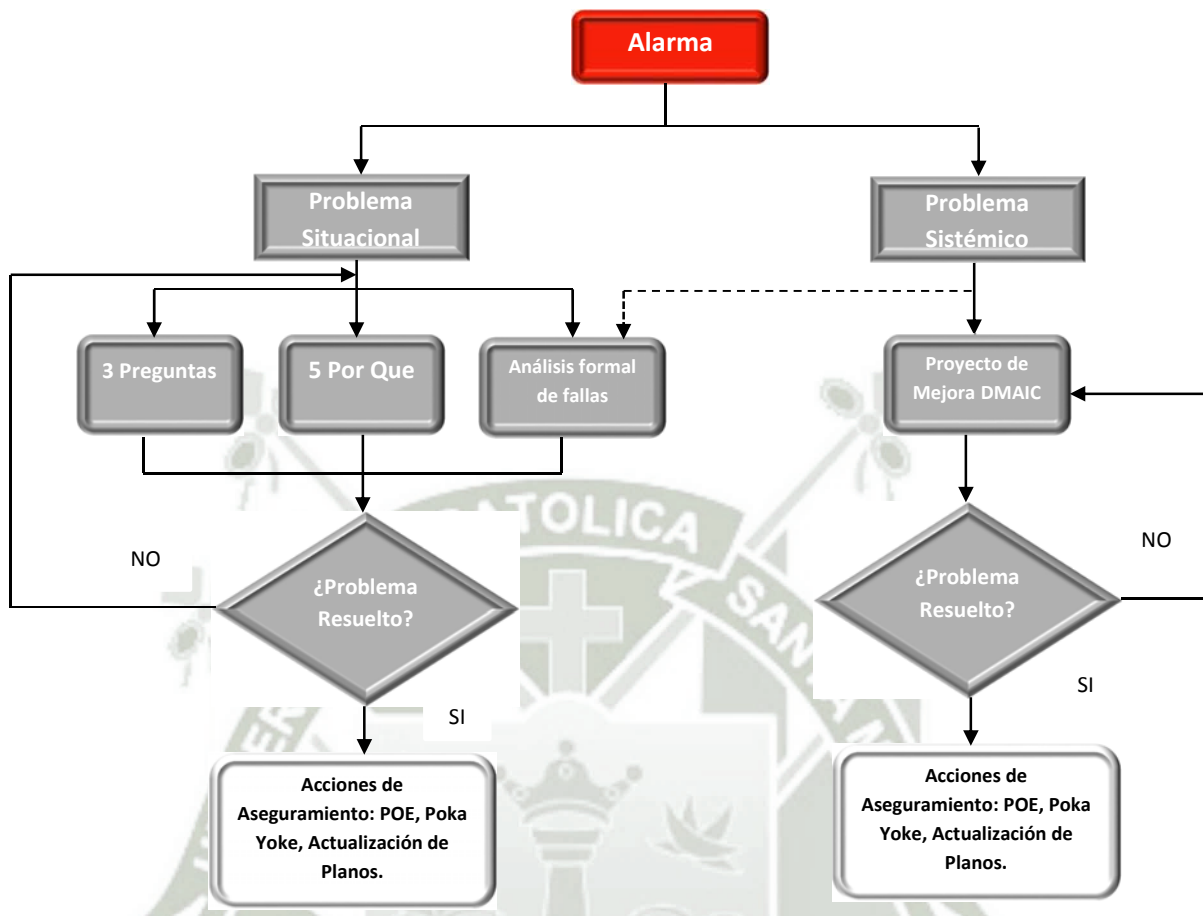 Alarma
Problema
Situacional
Problema
Sistémico
3 Preguntas
5 Por Que
Análisis formal
de fallas
Proyecto de
Mejora DMAIC
NO
¿Problema
Resuelto?
SI
¿Problema
Resuelto?
NO
SI
Acciones de
Aseguramiento: POE, Poka
Yoke, Actualización de
Planos.
Acciones de
Aseguramiento: POE, Poka
Yoke, Actualización de
Planos.
CATOLICA